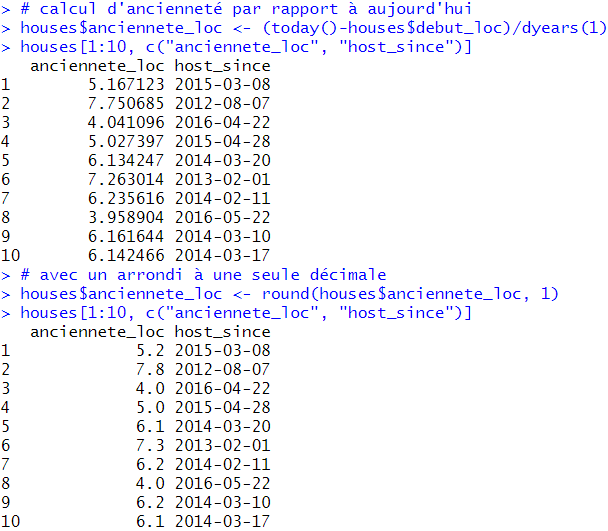 > # calcul d'ancienneté par rapport à aujourd'hui
> houses$anciennete_loc <- (today()-houses$debut_loc)/dyears(1)
> houses[1:10, c("anciennete_loc", "host_since")]
   anciennete_loc host_since
1        5.167123 2015-03-08
2        7.750685 2012-08-07
3        4.041096 2016-04-22
4        5.027397 2015-04-28
5        6.134247 2014-03-20
6        7.263014 2013-02-01
7        6.235616 2014-02-11
8        3.958904 2016-05-22
9        6.161644 2014-03-10
10       6.142466 2014-03-17
> # avec un arrondi à une seule décimale
> houses$anciennete_loc <- round(houses$anciennete_loc, 1)
> houses[1:10, c("anciennete_loc", "host_since")]
   anciennete_loc host_since
1             5.2 2015-03-08
2             7.8 2012-08-07
3             4.0 2016-04-22
4             5.0 2015-04-28
5             6.1 2014-03-20
6             7.3 2013-02-01
7             6.2 2014-02-11
8             4.0 2016-05-22
9             6.2 2014-03-10
10            6.1 2014-03-17